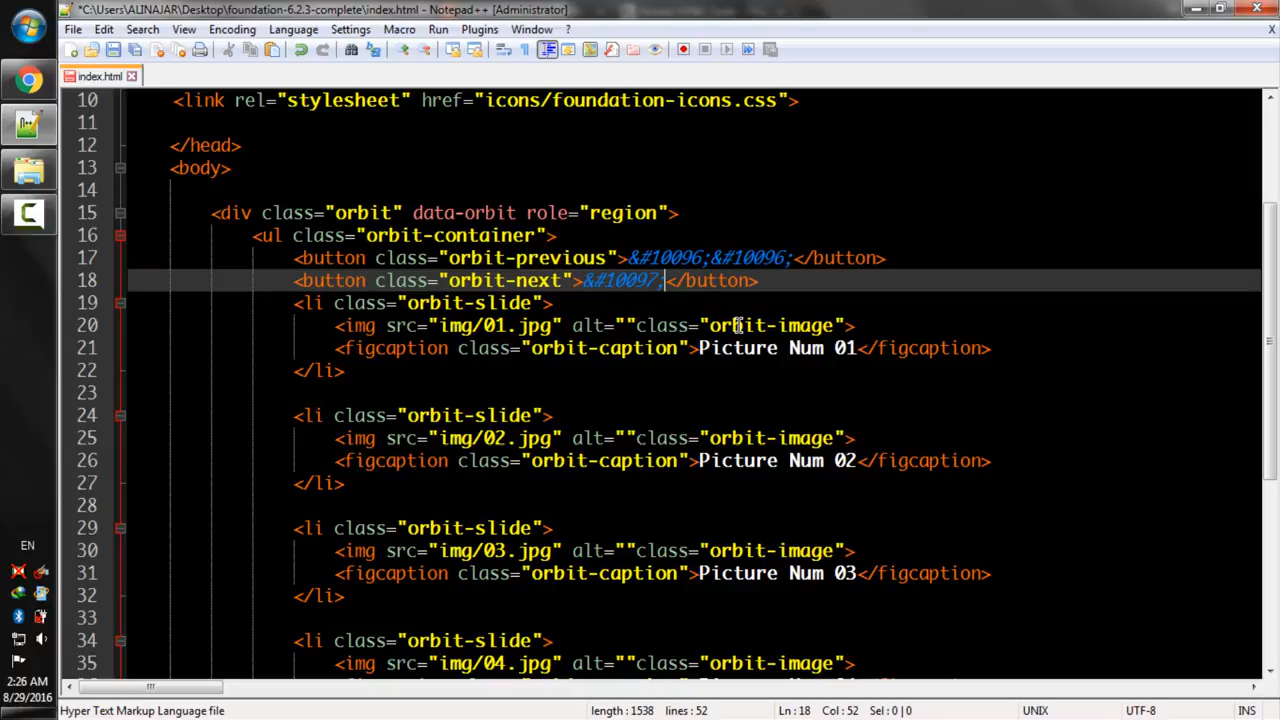 *C:\Users\ALINAJAR\Desktop\foundation-6.2.3-complete\index.html - Notepad++ [Administrator]
File Edit Search View Encoding Language Settings Macro Run Plugins Window ? X
index.html
10 <link rel="stylesheet" href="icons/foundation-icons.css">
11
12 </head>
13 <body>
14
15 <div class="orbit" data-orbit role="region">
16 <ul class="orbit-container">
17 <button class="orbit-previous">&#10096;&#10096;</button>
18 <button class="orbit-next">&#10097;</button>
19 <li class="orbit-slide">
20 <img src="img/01.jpg" alt=""class="orbit-image">
21 <figcaption class="orbit-caption">Picture Num 01</figcaption>
22 </li>
23
24 <li class="orbit-slide">
25 <img src="img/02.jpg" alt=""class="orbit-image">
26 <figcaption class="orbit-caption">Picture Num 02</figcaption>
27 </li>
28
29 <li class="orbit-slide">
30 <img src="img/03.jpg" alt=""class="orbit-image">
31 <figcaption class="orbit-caption">Picture Num 03</figcaption>
32 </li>
33
34 <li class="orbit-slide">
35 <img src="img/04.jpg" alt=""class="orbit-image">
EN
2:26 AM
8/29/2016
Hyper Text Markup Language file length : 1538 lines : 52 Ln : 18 Col : 52 Sel : 0 | 0 UNIX UTF-8 INS